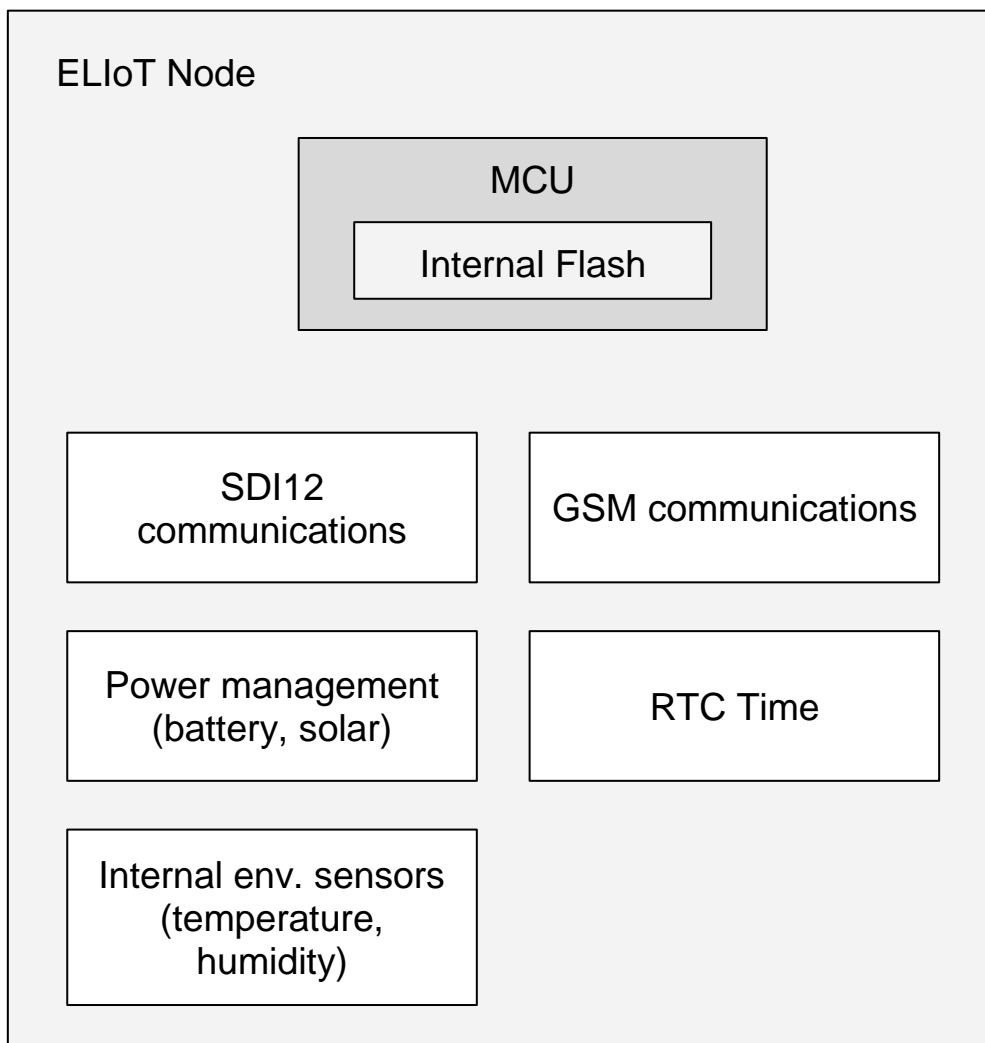 ELIoT Node
MCU
Internal Flash
SDI12
communications
GSM communications
Power management
(battery, solar)
RTC Time
Internal env. sensors
(temperature,
humidity)